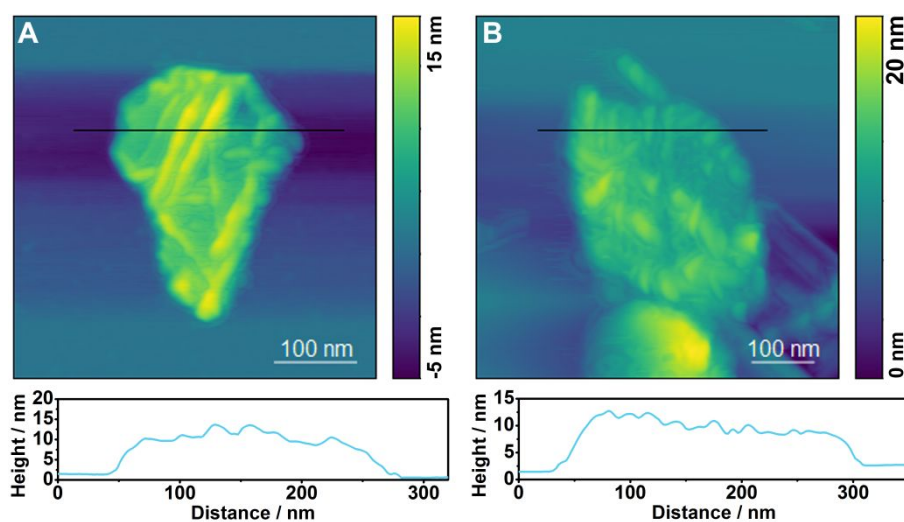 A
15 nm
-5 nm
100 nm
B
20 nm
0 nm
100 nm
Height / nm
20
15
10
5
0
0 100 200 300
Distance / nm
Height / nm
15
10
5
0
0 100 200 300
Distance / nm